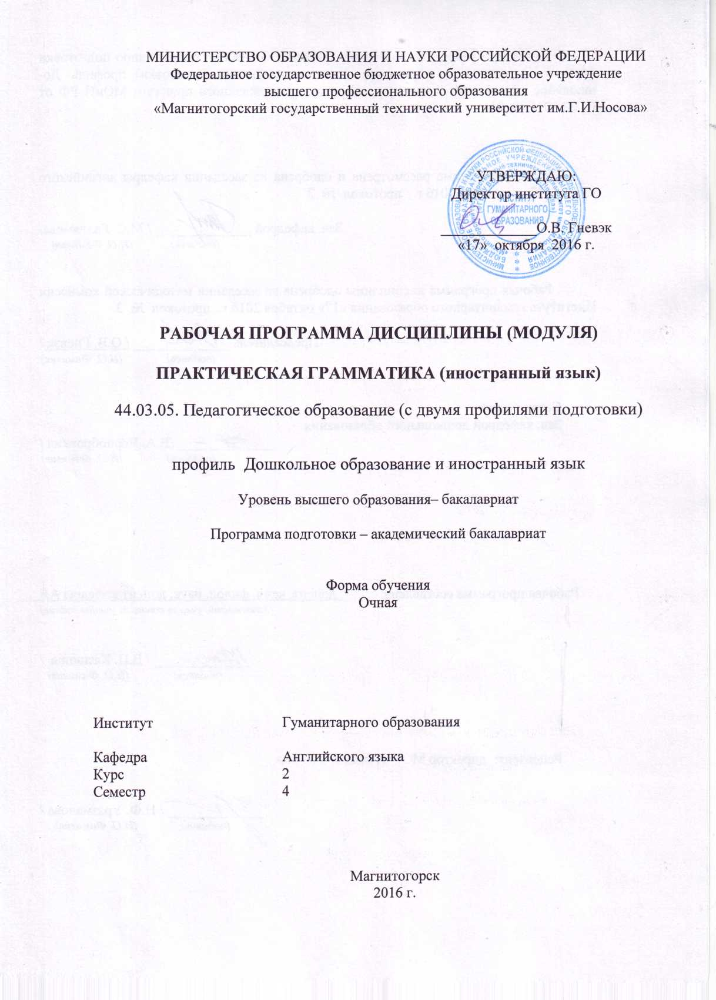 МИНИСТЕРСТВО ОБРАЗОВАНИЯ И НАУКИ РОССИЙСКОЙ ФЕДЕРАЦИИ
Федеральное государственное бюджетное образовательное учреждение
высшего профессионального образования
«Магнитогорский государственный технический университет им.Г.И.Носова»
УТВЕРЖДАЮ:
Директор института ГО
ИНСТИТУТ
ГУМАНИТАРНОГО
ОБРАЗОВАНИЯ
О.В. Гневэк
«17» октября 2016 г.
РАБОЧАЯ ПРОГРАММА ДИСЦИПЛИНЫ (МОДУЛЯ)
ПРАКТИЧЕСКАЯ ГРАММАТИКА (иностранный язык)
44.03.05. Педагогическое образование (с двумя профилями подготовки)
профиль Дошкольное образование и иностранный язык
Уровень высшего образования– бакалавриат
Программа подготовки – академический бакалавриат
Форма обучения
Очная
Институт Гуманитарного образования
Кафедра Английского языка
Курс 2
Семестр 4
Магнитогорск
2016 г.